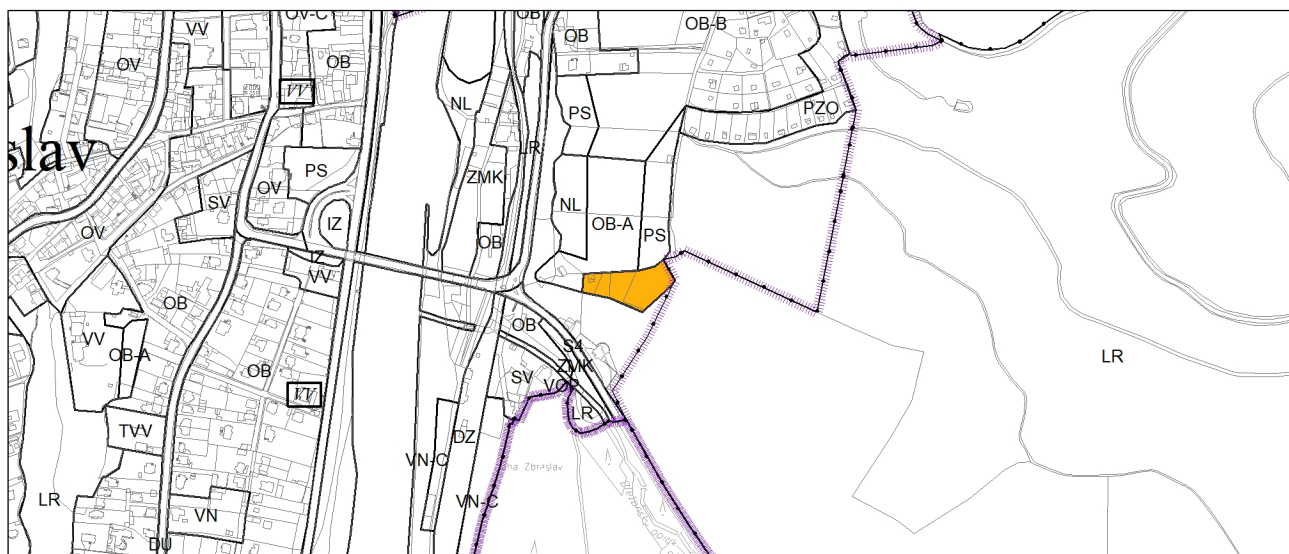 OV-C
OB
VV
OB-B
OV
OB
OB
VV
NL
PS
PZO
slav
LR
PS
ZMK
OV
SV
NL
OB-A
IZ
OV
PS
OB
IZ
VV
OB
OB
S4
VV
OB-A
ZMK
LR
OB
SV
VOP
VV
LR
TVV
DZ
VN-C
LR
VN-C
VN
DU